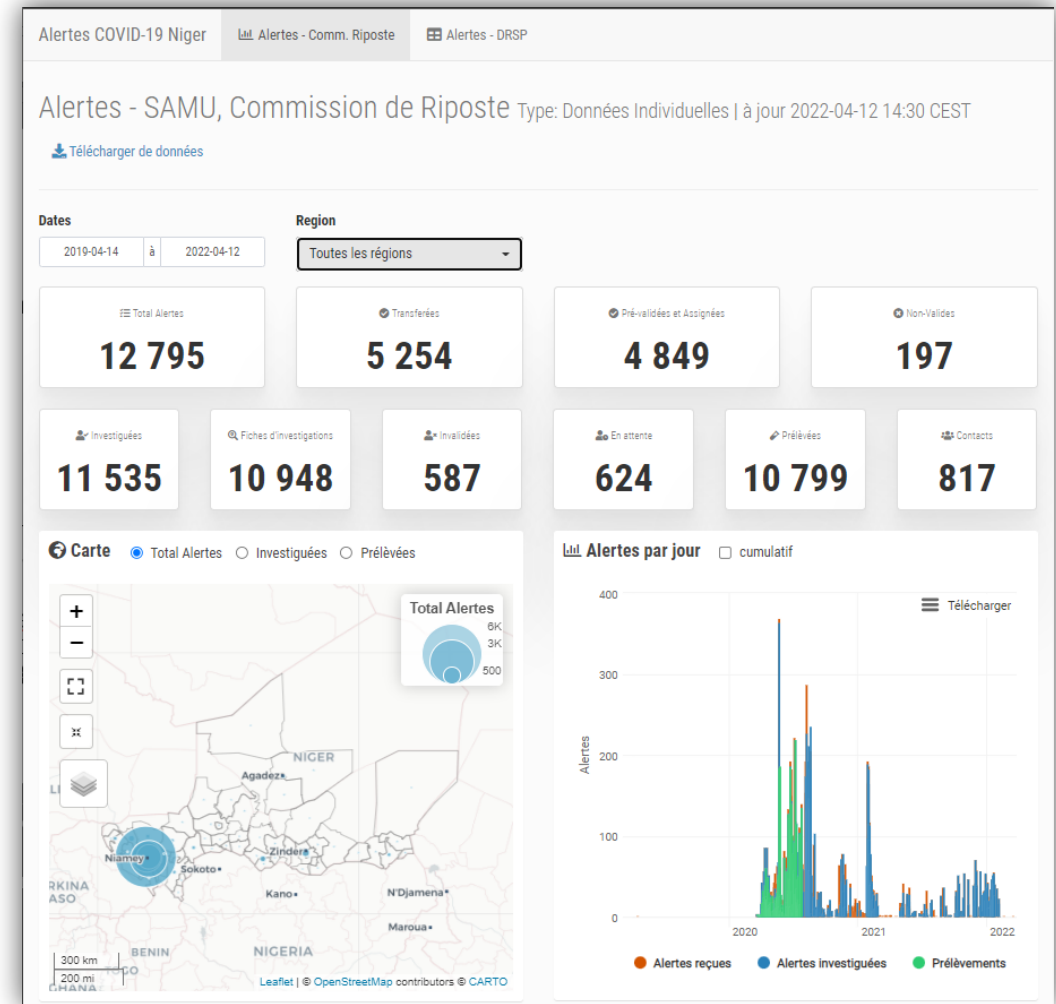 Alertes COVID-19 Niger Alertes - Comm. Riposte Alertes - DRSP
Alertes - SAMU, Commission de Riposte Type: Données Individuelles | à jour 2022-04-12 14:30 CEST
Télécharger de données
Dates Region
2019-04-14 à 2022-04-12 Toutes les régions
Total Alertes Transferées Pré-validées et Assignées Non-Valides
12 795 5 254 4 849 197
Investiguées Fiches d'investigations Invalidées En attente Prélèvées Contacts
11 535 10 948 587 624 10 799 817
Carte Total Alertes Investiguées Prélèvées
+
−
Total Alertes
6K
3K
500
NIGER
Agadez
Niamey
Zinder
Sokoto
Kano
N'Djamena
Maroua
RKINA
ASO
BENIN
NIGERIA
TOGO
GHANA
300 km
200 mi
Leaflet | © OpenStreetMap contributors © CARTO
Alertes par jour cumulatif
Télécharger
400
300
200
100
0
Alertes
2020 2021 2022
Alertes reçues Alertes investiguées Prélèvements